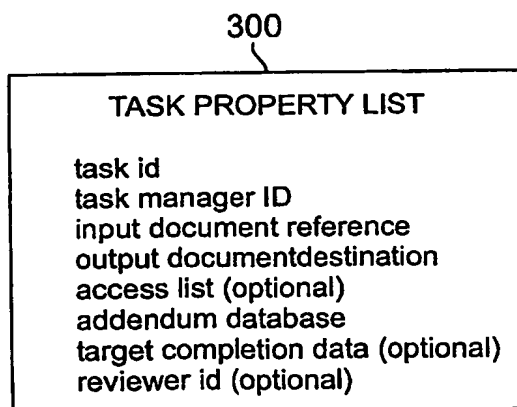 300
TASK PROPERTY LIST
task id
task manager ID
input document reference
output documentdestination
access list (optional)
addendum database
target completion data (optional)
reviewer id (optional)